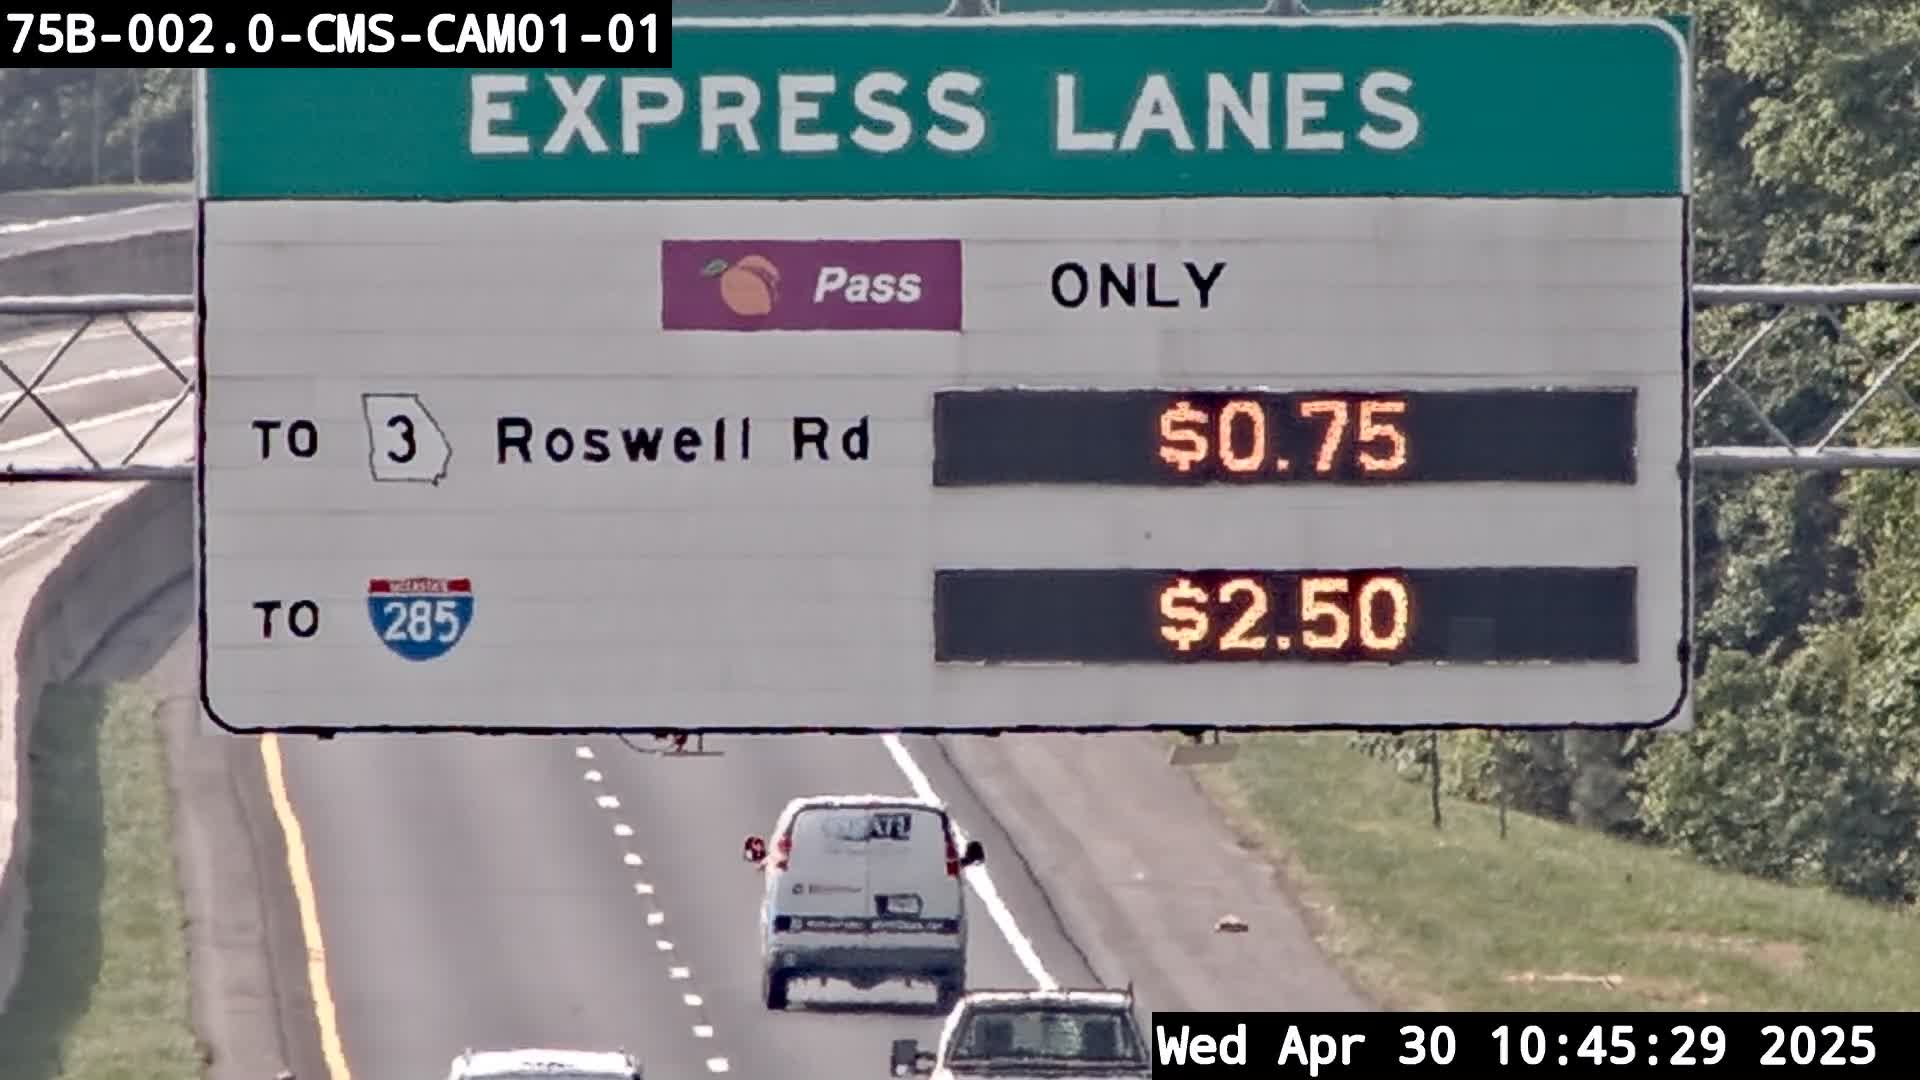 75B-002.0-CMS-CAM01-01
EXPRESS LANES
Pass ONLY
TO 3 Roswell Rd $0.75
TO 285 $2.50
Wed Apr 30 10:45:29 2025